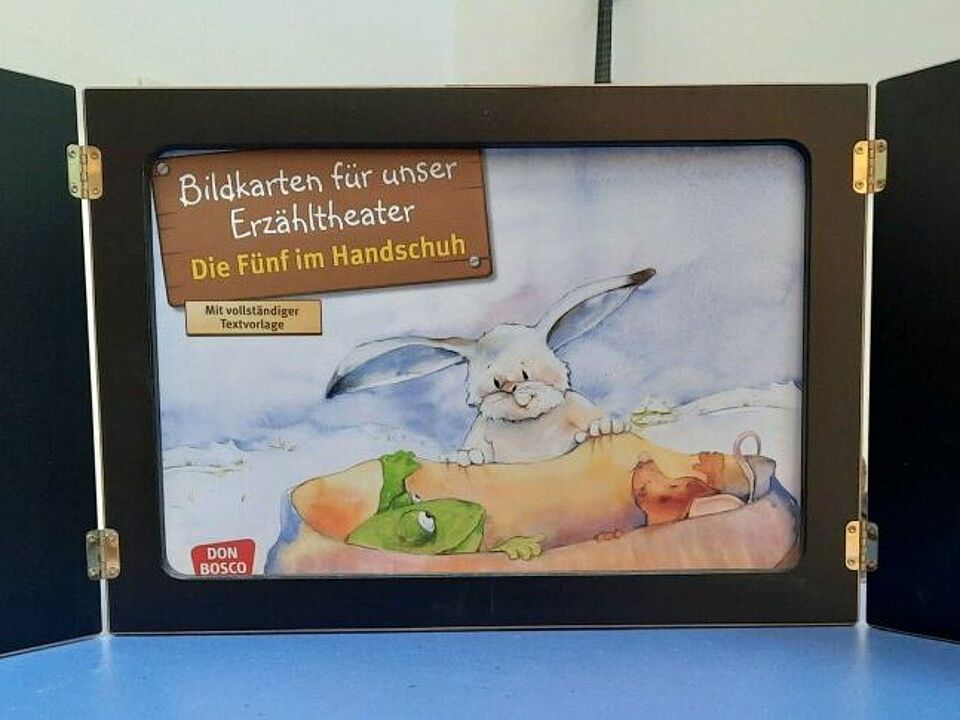 Bildkarten für unser
Erzähltheater
Die Fünf im Handschuh
Mit vollständiger
Textvorlage
DON
BOSCO